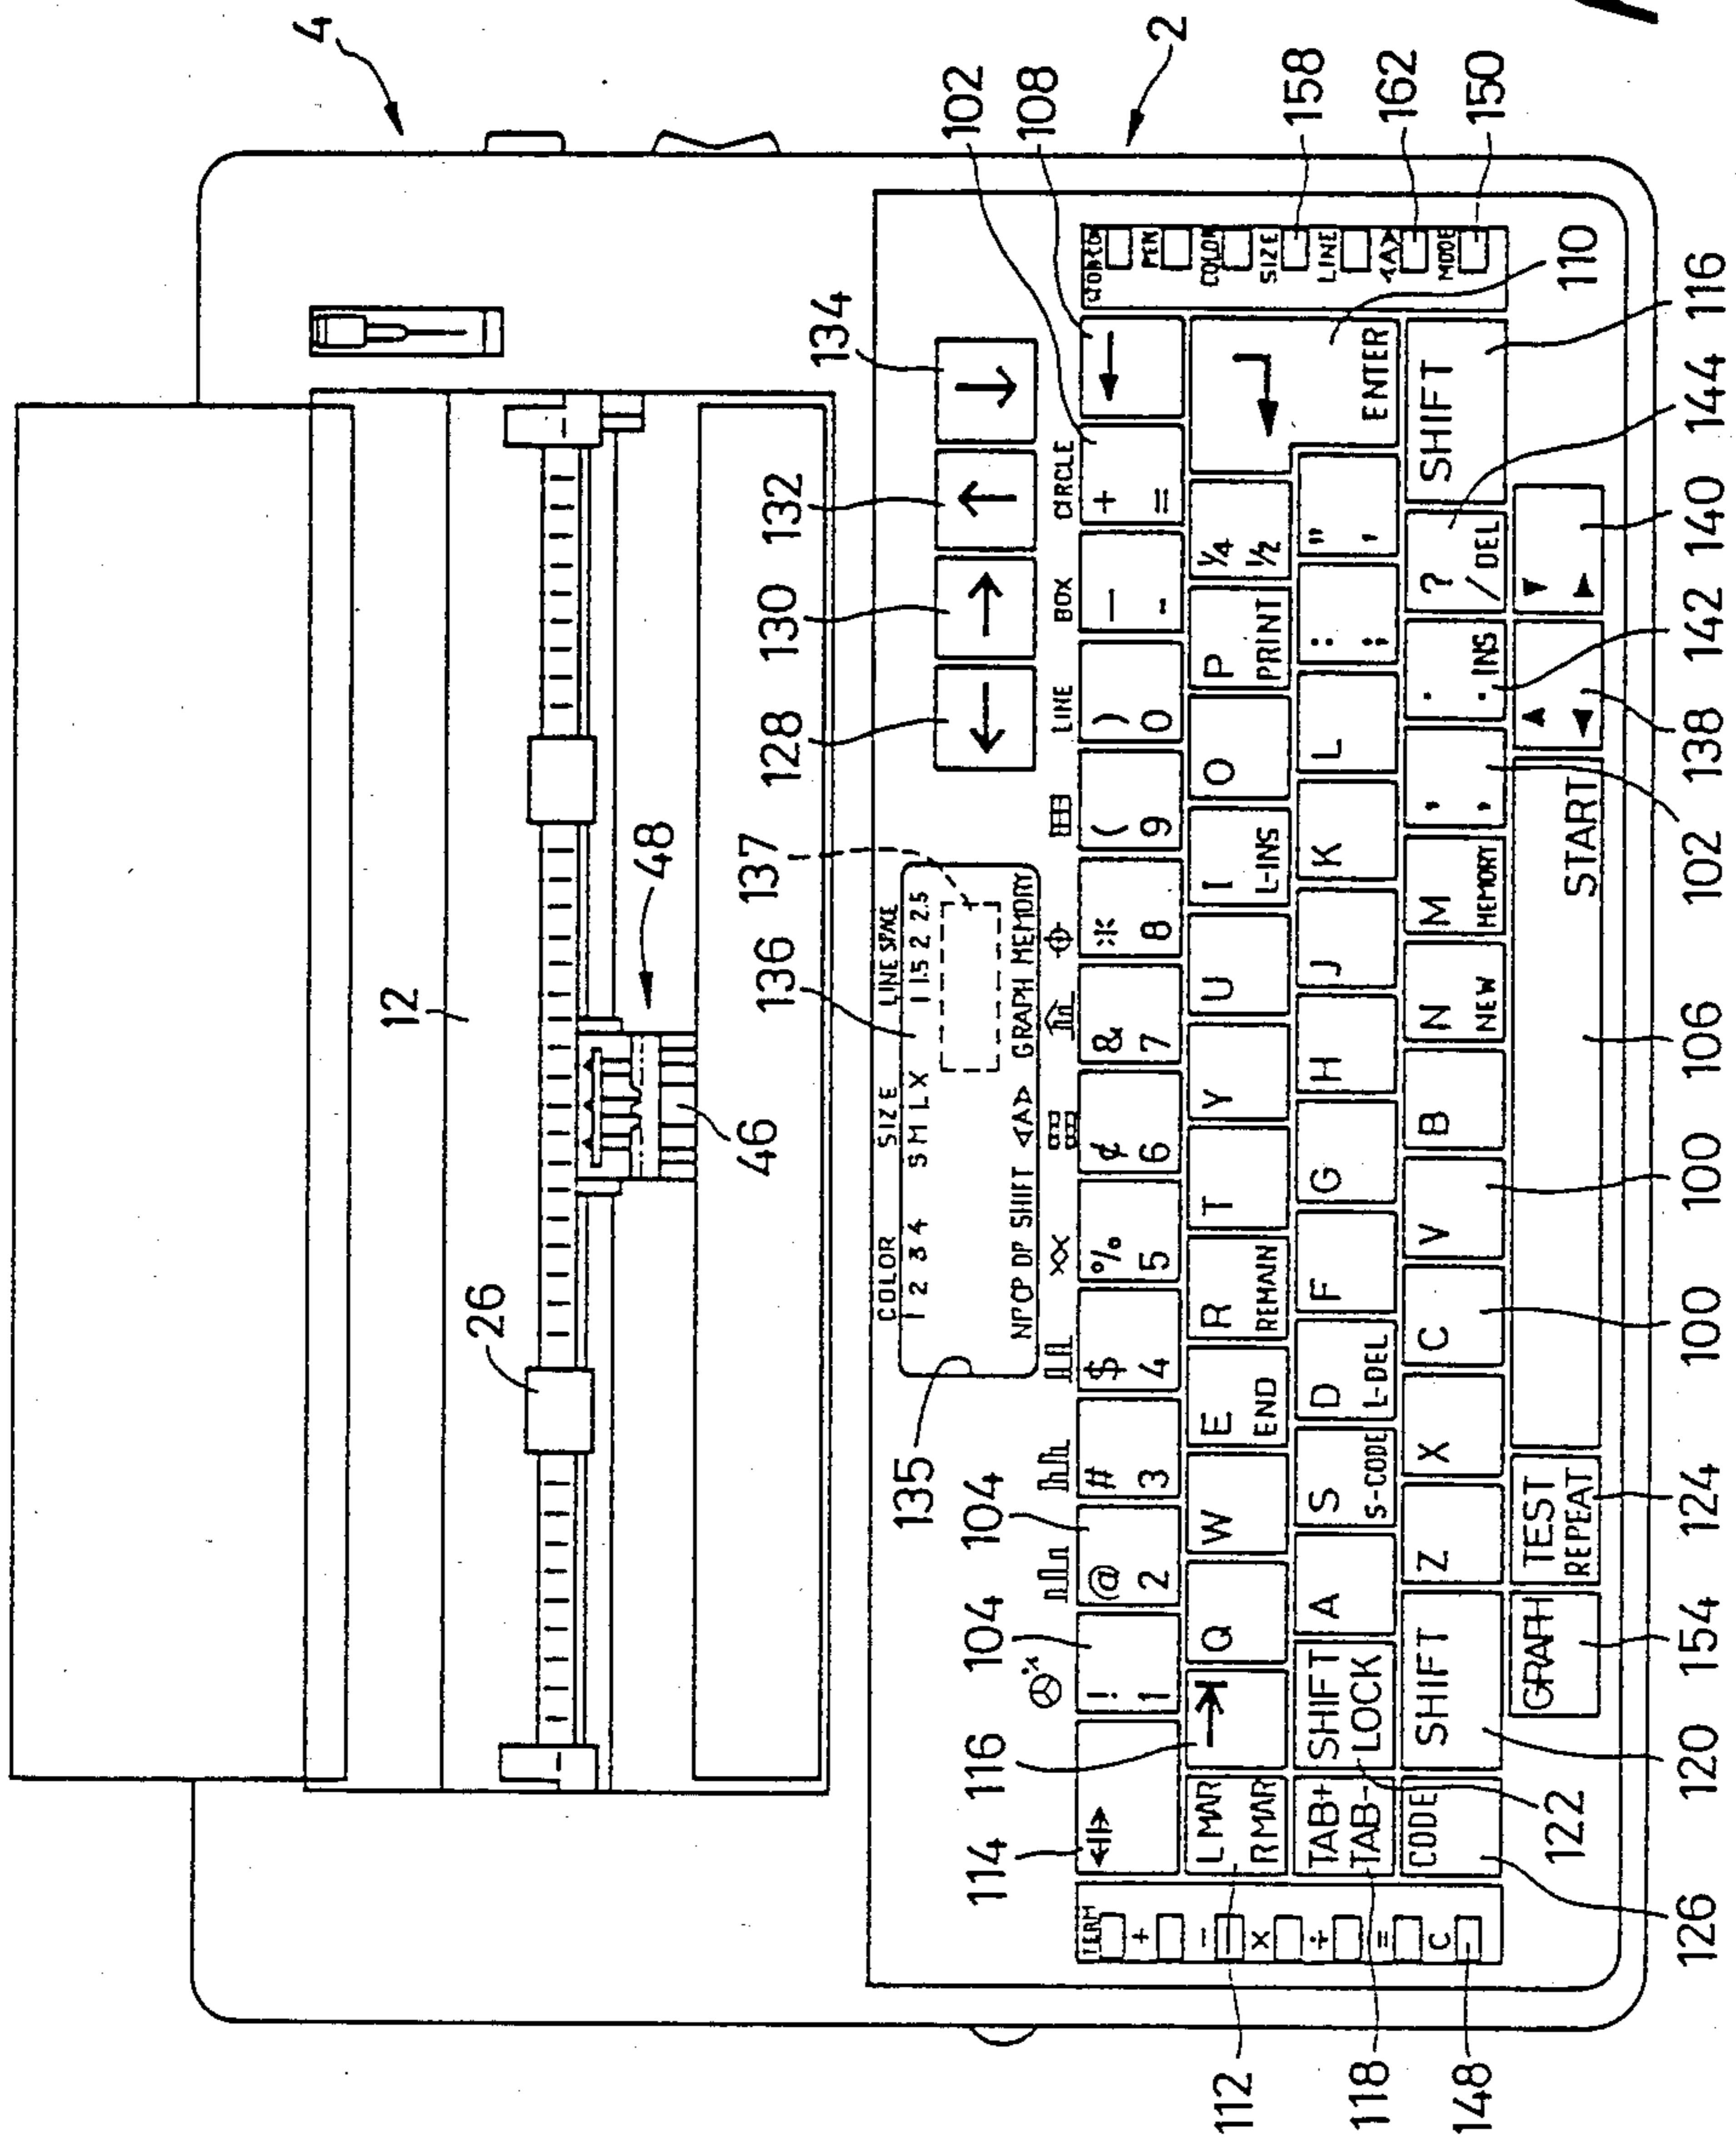 4
12
26
48
46
2
COLOR SIZE LINE SPACE
1 2 3 4 S M L X 1 1.5 2 2.5
NP CP DP SHIFT <A> GRAPH MEMORY
135
136
137
128
130
132
134
114
116
104
104
102
108
% LINE BOX CIRCLE
! 1
@ 2
# 3
$ 4
% 5
¢ 6
& 7
* 8
( 9
) 0
— -
+ =
←
L MAR
R MAR
Q
W
E END
R REMAIN
T
Y
U
I L-INS
O
P PRINT
¼ ½
ENTER
TAB+
TAB-
SHIFT
LOCK
A
S S-CODE
D L-DEL
F
G
H
J
K
L
: ;
" '
CODE
SHIFT
Z
X
C
V
B
N NEW
M MEMORY
, ,
. . INS
? / DEL
SHIFT
GRAPH
TEST
REPEAT
START
TERM
+
−
×
÷
=
C
PEN
COLOR
SIZE
LINE
<A>
MODE
158
162
150
110
112
118
148
126
122
120
154
124
100
100
106
102
138
142
140
144
116